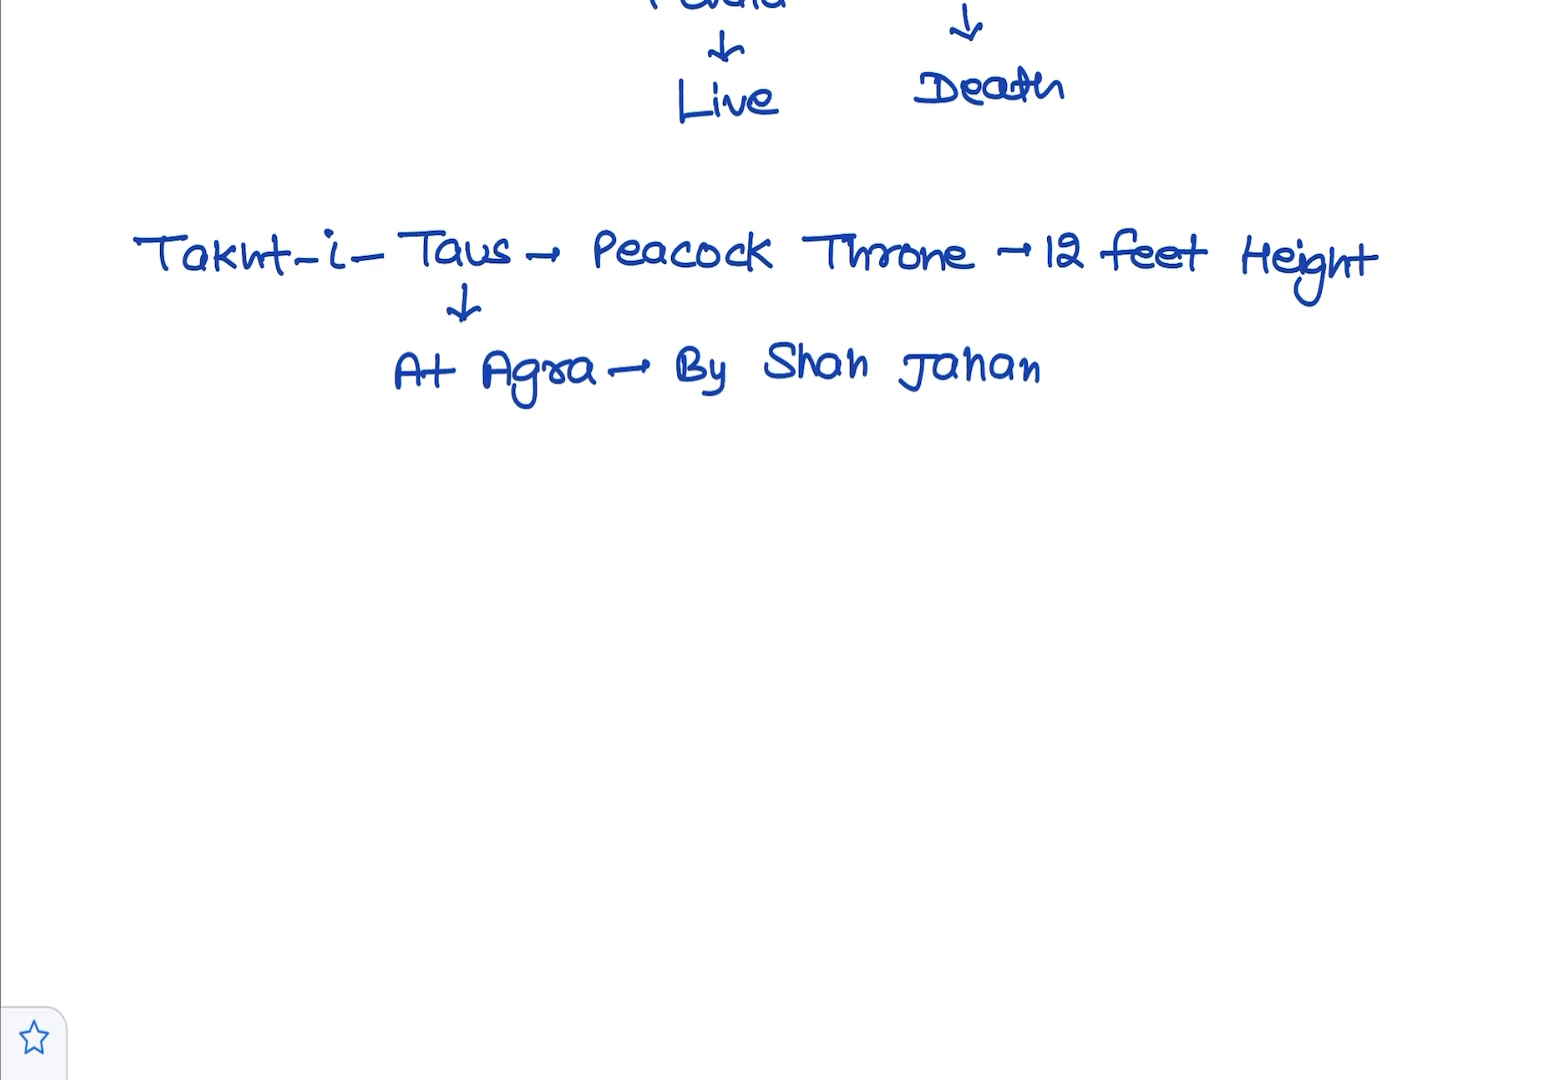 ↓ ↓
Live Death
Takht-i-Taus → Peacock Throne → 12 feet Height
↓
At Agra → By Shah Jahan